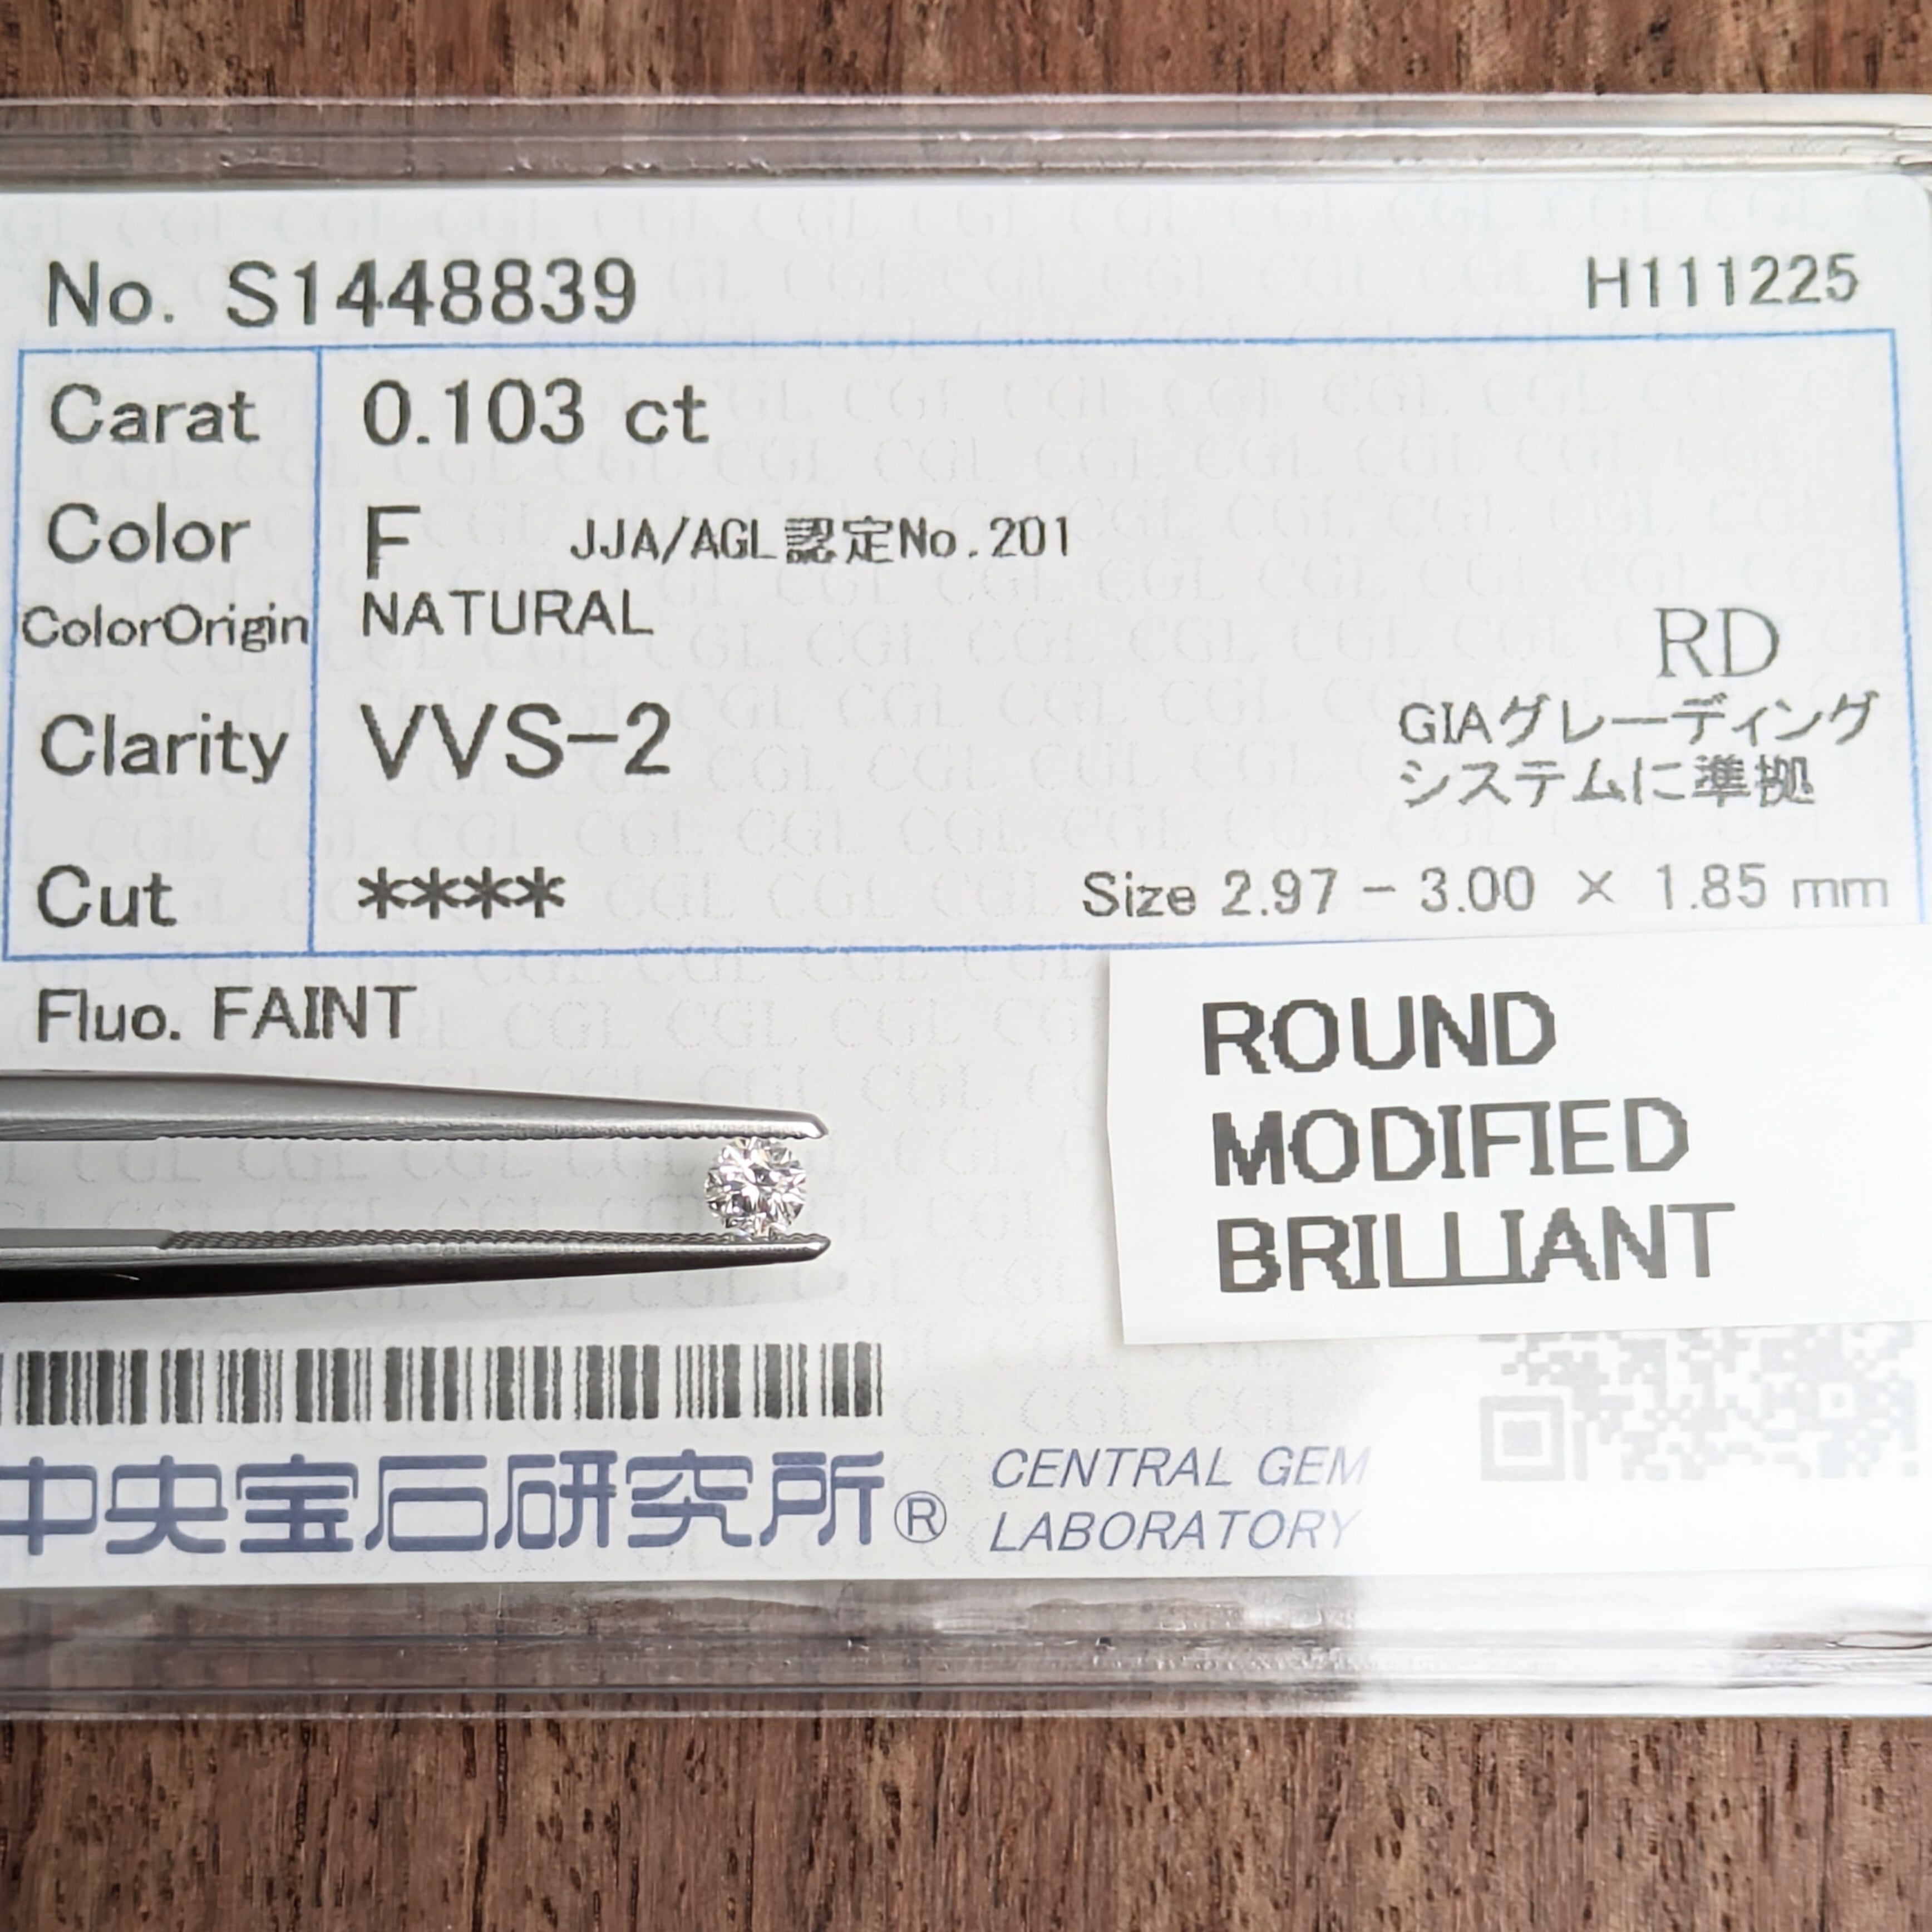 No. S1448839
H111225
Carat 0.103 ct
Color F JJA/AGL認定No.201
ColorOrigin NATURAL
RD
Clarity VVS-2
GIAグレーディング
システムに準拠
Cut ****
Size 2.97 - 3.00 × 1.85 mm
Fluo. FAINT
ROUND
MODIFIED
BRILLIANT
中央宝石研究所®
CENTRAL GEM
LABORATORY